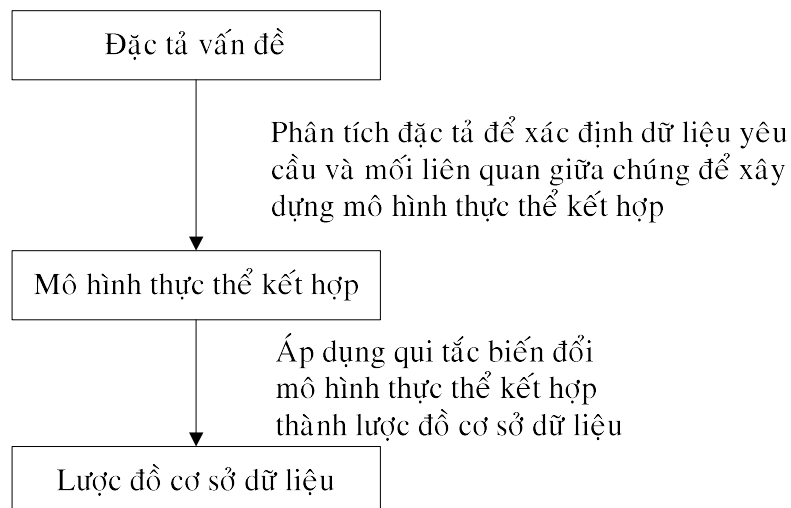 Đặc tả vấn đề
Phân tích đặc tả để xác định dữ liệu yêu
cầu và mối liên quan giữa chúng để xây
dựng mô hình thực thể kết hợp
Mô hình thực thể kết hợp
Áp dụng qui tắc biến đổi
mô hình thực thể kết hợp
thành lược đồ cơ sở dữ liệu
Lược đồ cơ sở dữ liệu